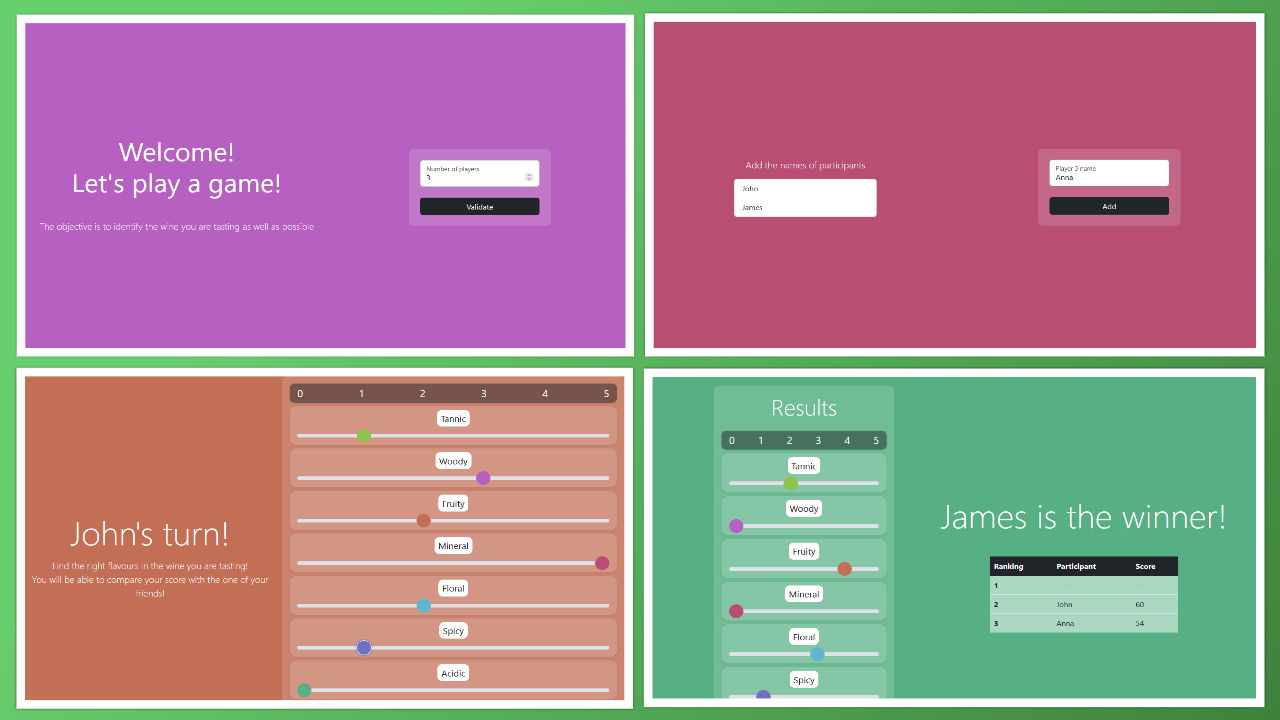 Welcome!
Let's play a game!
The objective is to identify the wine you are tasting as well as possible
Number of players
3
Validate
Add the names of participants
John
James
Player 3 name
Anna
Add
John's turn!
Find the right flavours in the wine you are tasting!
You will be able to compare your score with the one of your
friends!
0 1 2 3 4 5
Tannic
Woody
Fruity
Mineral
Floral
Spicy
Acidic
Results
0 1 2 3 4 5
Tannic
Woody
Fruity
Mineral
Floral
Spicy
James is the winner!
Ranking Participant Score
1
2 John 60
3 Anna 54